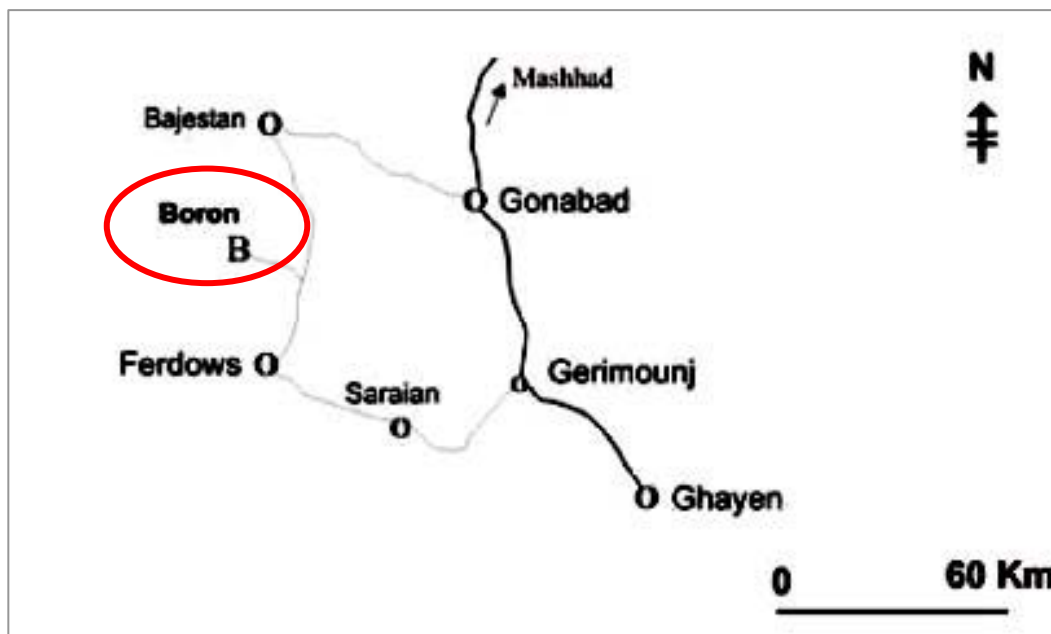 N
Mashhad
Bajestan
Gonabad
Boron
B
Ferdows
Gerimounj
Saraian
Ghayen
0 60 Km